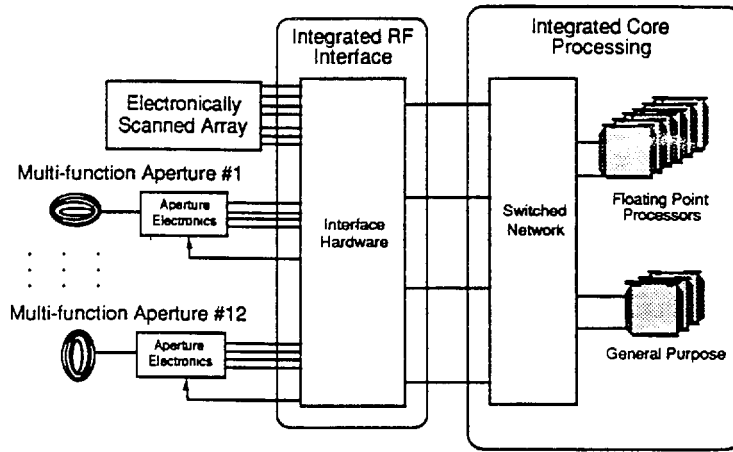 Integrated RF
Interface
Integrated Core
Processing
Electronically
Scanned Array
Multi-function Aperture #1
Aperture
Electronics
Interface
Hardware
Switched
Network
Floating Point
Processors
Multi-function Aperture #12
Aperture
Electronics
General Purpose